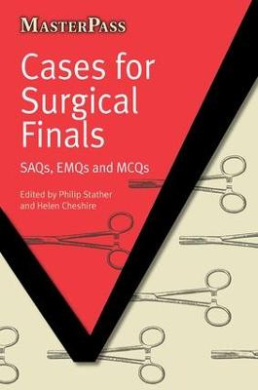 MASTERPASS
Cases for
Surgical
Finals
SAQs, EMQs and MCQs
Edited by Philip Stather
and Helen Cheshire